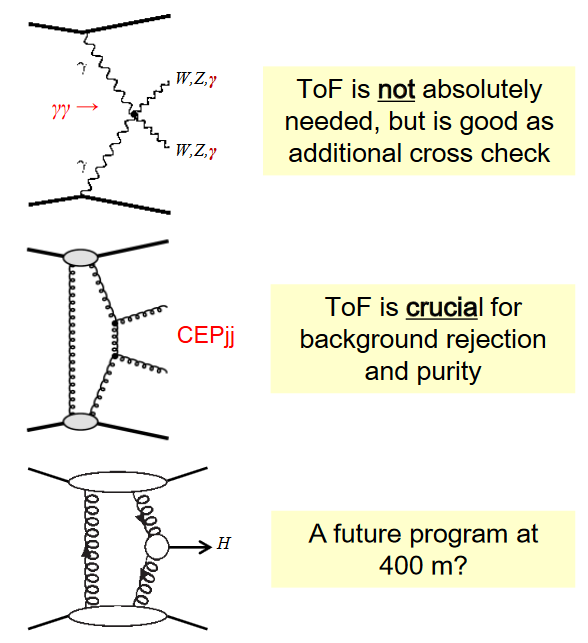 γ
W,Z,γ
γγ →
γ
W,Z,γ
ToF is not absolutely
needed, but is good as
additional cross check
CEPjj
ToF is crucial for
background rejection
and purity
H
A future program at
400 m?